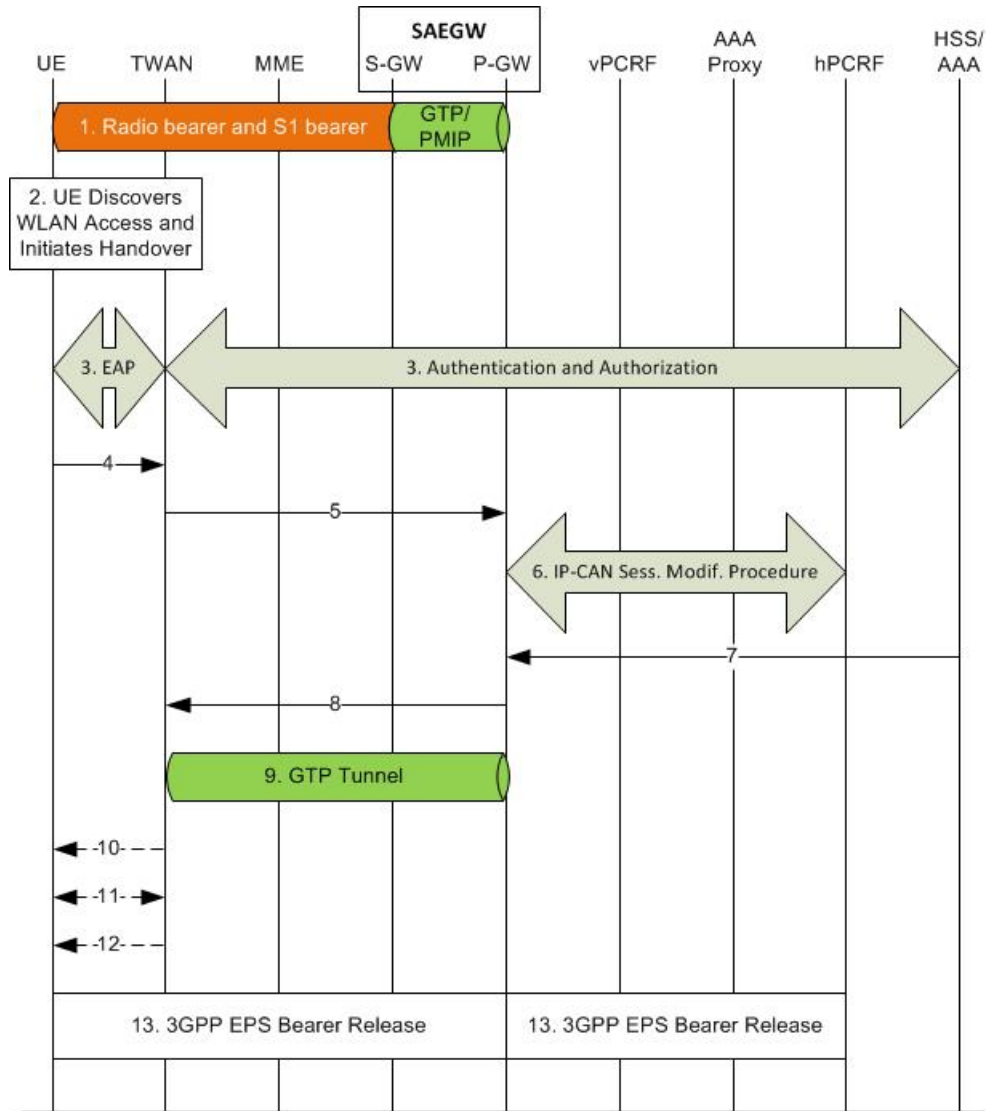 SAEGW
UE TWAN MME S-GW P-GW vPCRF AAA Proxy hPCRF HSS/ AAA
1. Radio bearer and S1 bearer
GTP/
PMIP
2. UE Discovers
WLAN Access and
Initiates Handover
3. EAP
3. Authentication and Authorization
4
5
6. IP-CAN Sess. Modif. Procedure
7
8
9. GTP Tunnel
10
11
12
13. 3GPP EPS Bearer Release
13. 3GPP EPS Bearer Release